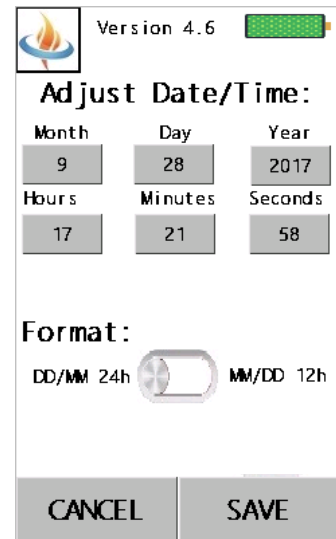 Version 4.6
Adjust Date/Time:
Month Day Year
9 28 2017
Hours Minutes Seconds
17 21 58
Format:
DD/MM 24h MM/DD 12h
CANCEL SAVE